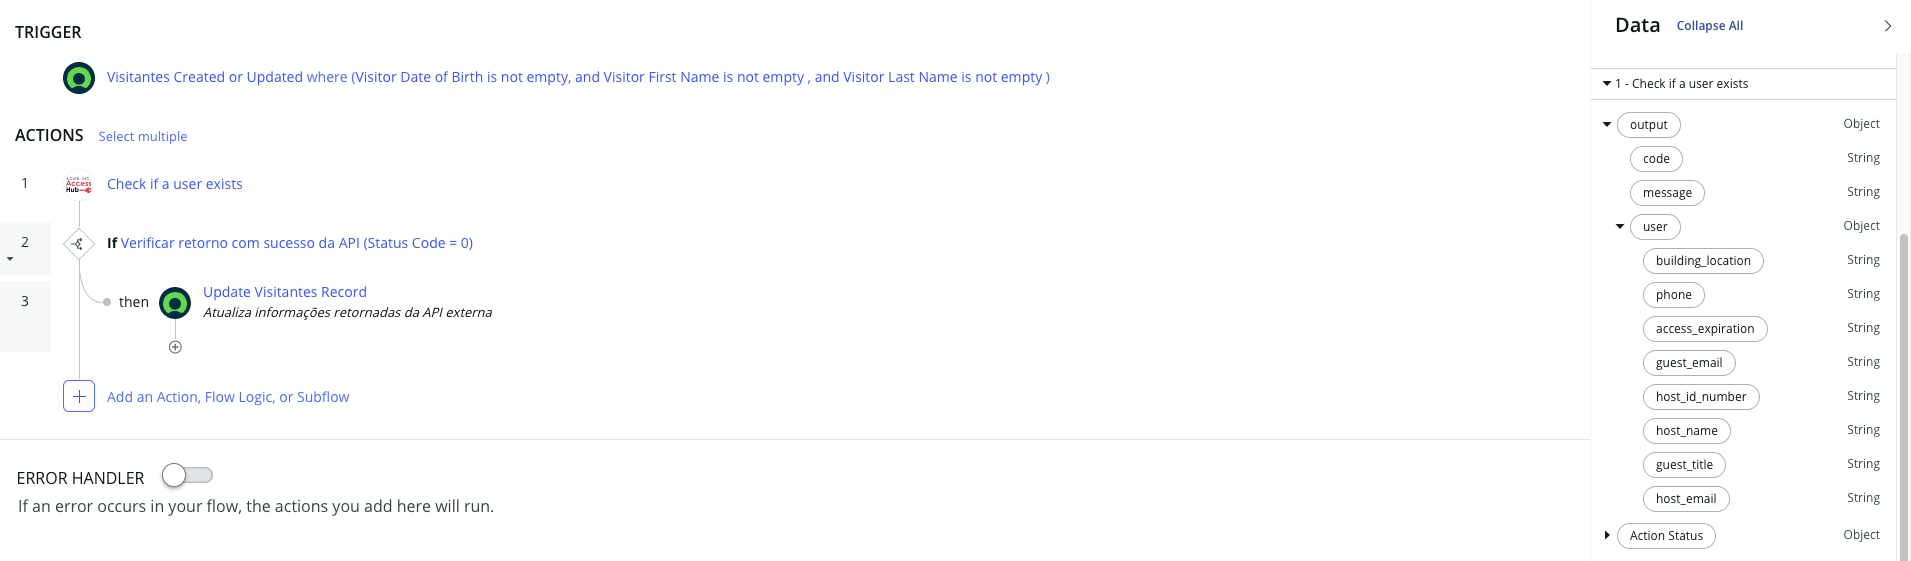 TRIGGER
Visitantes Created or Updated where (Visitor Date of Birth is not empty, and Visitor First Name is not empty , and Visitor Last Name is not empty )
ACTIONS Select multiple
1 Access Hub Check if a user exists
2 If Verificar retorno com sucesso da API (Status Code = 0)
3 then Update Visitantes Record
Atualiza informações retornadas da API externa
Add an Action, Flow Logic, or Subflow
ERROR HANDLER
If an error occurs in your flow, the actions you add here will run.
Data Collapse All
1 - Check if a user exists
output Object
code String
message String
user Object
building_location String
phone String
access_expiration String
guest_email String
host_id_number String
host_name String
guest_title String
host_email String
Action Status Object